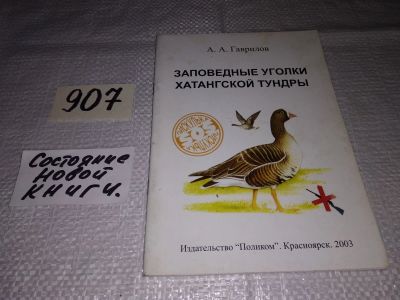 907
Состояние
новой
книги.
А. А. Гаврилов
ЗАПОВЕДНЫЕ УГОЛКИ
ХАТАНГСКОЙ ТУНДРЫ
Издательство "Поликом". Красноярск. 2003